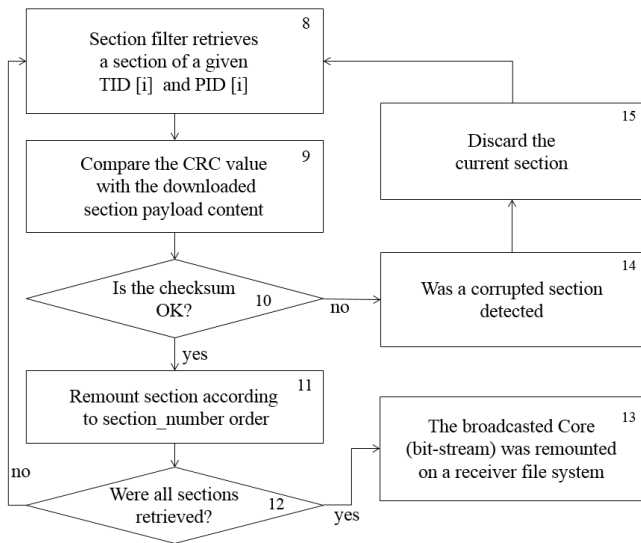 8
Section filter retrieves
a section of a given
TID [i] and PID [i]
9
Compare the CRC value
with the downloaded
section payload content
Is the checksum
OK?
10
no
yes
11
Remount section according
to section_number order
Were all sections
retrieved?
12
no
yes
13
The broadcasted Core
(bit-stream) was remounted
on a receiver file system
14
Was a corrupted section
detected
15
Discard the
current section